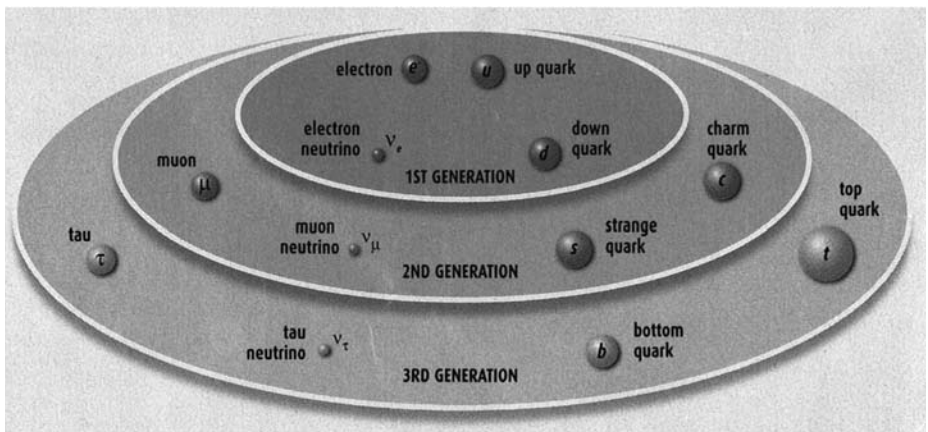 electron e u up quark
electron
neutrino νe
d down
quark
1ST GENERATION
muon
μ
charm
quark
c
muon
neutrino νμ
s strange
quark
2ND GENERATION
tau
τ
top
quark
t
tau
neutrino ντ
b bottom
quark
3RD GENERATION